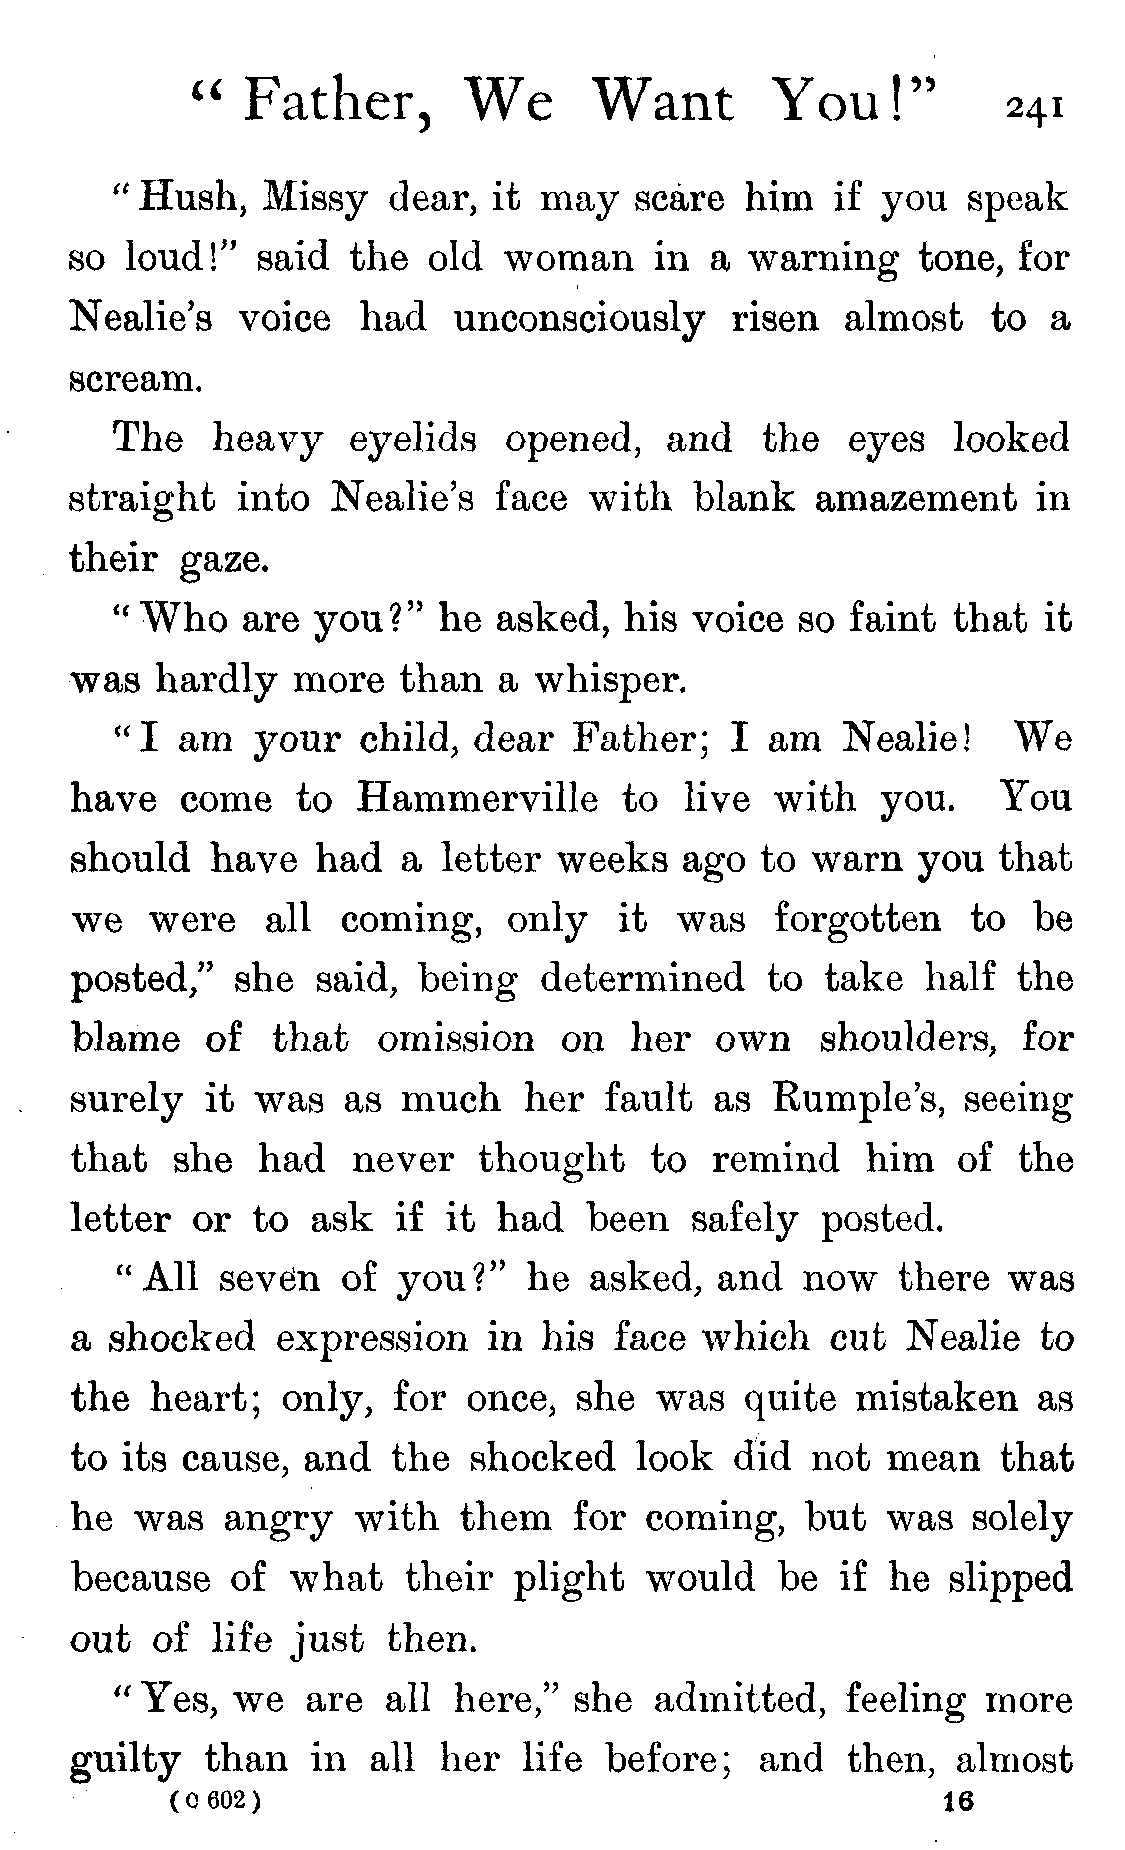 " Father, We Want You!" 241
" Hush, Missy dear, it may scare him if you speak
so loud!" said the old woman in a warning tone, for
Nealie's voice had unconsciously risen almost to a
scream.
The heavy eyelids opened, and the eyes looked
straight into Nealie's face with blank amazement in
their gaze.
" Who are you?" he asked, his voice so faint that it
was hardly more than a whisper.
" I am your child, dear Father; I am Nealie! We
have come to Hammerville to live with you. You
should have had a letter weeks ago to warn you that
we were all coming, only it was forgotten to be
posted," she said, being determined to take half the
blame of that omission on her own shoulders, for
surely it was as much her fault as Rumple's, seeing
that she had never thought to remind him of the
letter or to ask if it had been safely posted.
" All seven of you?" he asked, and now there was
a shocked expression in his face which cut Nealie to
the heart; only, for once, she was quite mistaken as
to its cause, and the shocked look did not mean that
he was angry with them for coming, but was solely
because of what their plight would be if he slipped
out of life just then.
" Yes, we are all here," she admitted, feeling more
guilty than in all her life before; and then, almost
(C 602) 16